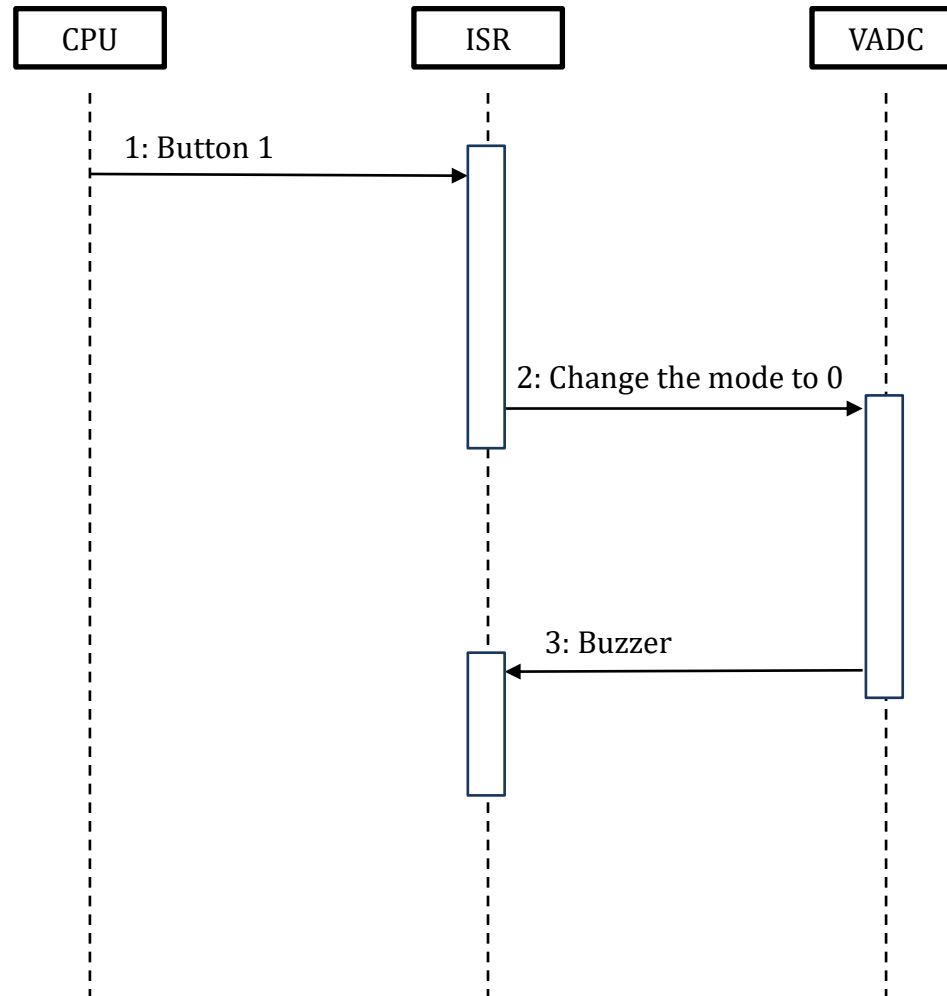 CPU
ISR
VADC
1: Button 1
2: Change the mode to 0
3: Buzzer